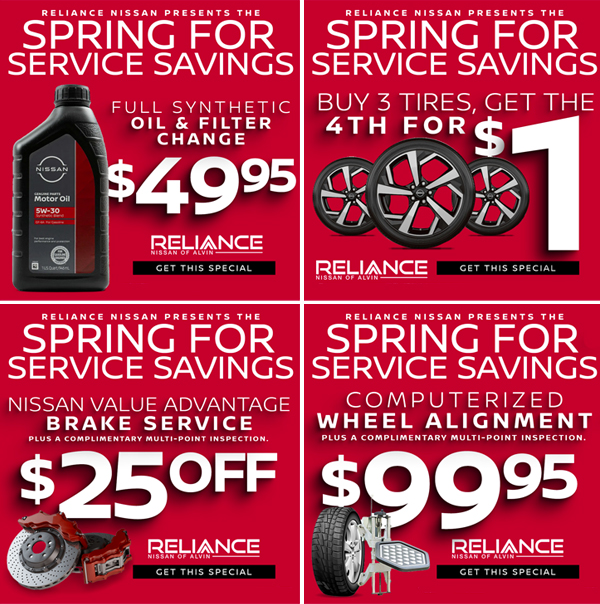 RELIANCE NISSAN PRESENTS THE
SPRING FOR
SERVICE SAVINGS
FULL SYNTHETIC
OIL & FILTER
CHANGE
$49.95
NISSAN
GENUINE PARTS
Motor Oil
5W-30
Synthetic Blend
RELIANCE
NISSAN OF ALVIN
GET THIS SPECIAL
RELIANCE NISSAN PRESENTS THE
SPRING FOR
SERVICE SAVINGS
BUY 3 TIRES, GET THE
4TH FOR $1
RELIANCE
NISSAN OF ALVIN
GET THIS SPECIAL
RELIANCE NISSAN PRESENTS THE
SPRING FOR
SERVICE SAVINGS
NISSAN VALUE ADVANTAGE
BRAKE SERVICE
PLUS A COMPLIMENTARY MULTI-POINT INSPECTION.
$25OFF
RELIANCE
NISSAN OF ALVIN
GET THIS SPECIAL
RELIANCE NISSAN PRESENTS THE
SPRING FOR
SERVICE SAVINGS
COMPUTERIZED
WHEEL ALIGNMENT
PLUS A COMPLIMENTARY MULTI-POINT INSPECTION.
$99.95
RELIANCE
NISSAN OF ALVIN
GET THIS SPECIAL